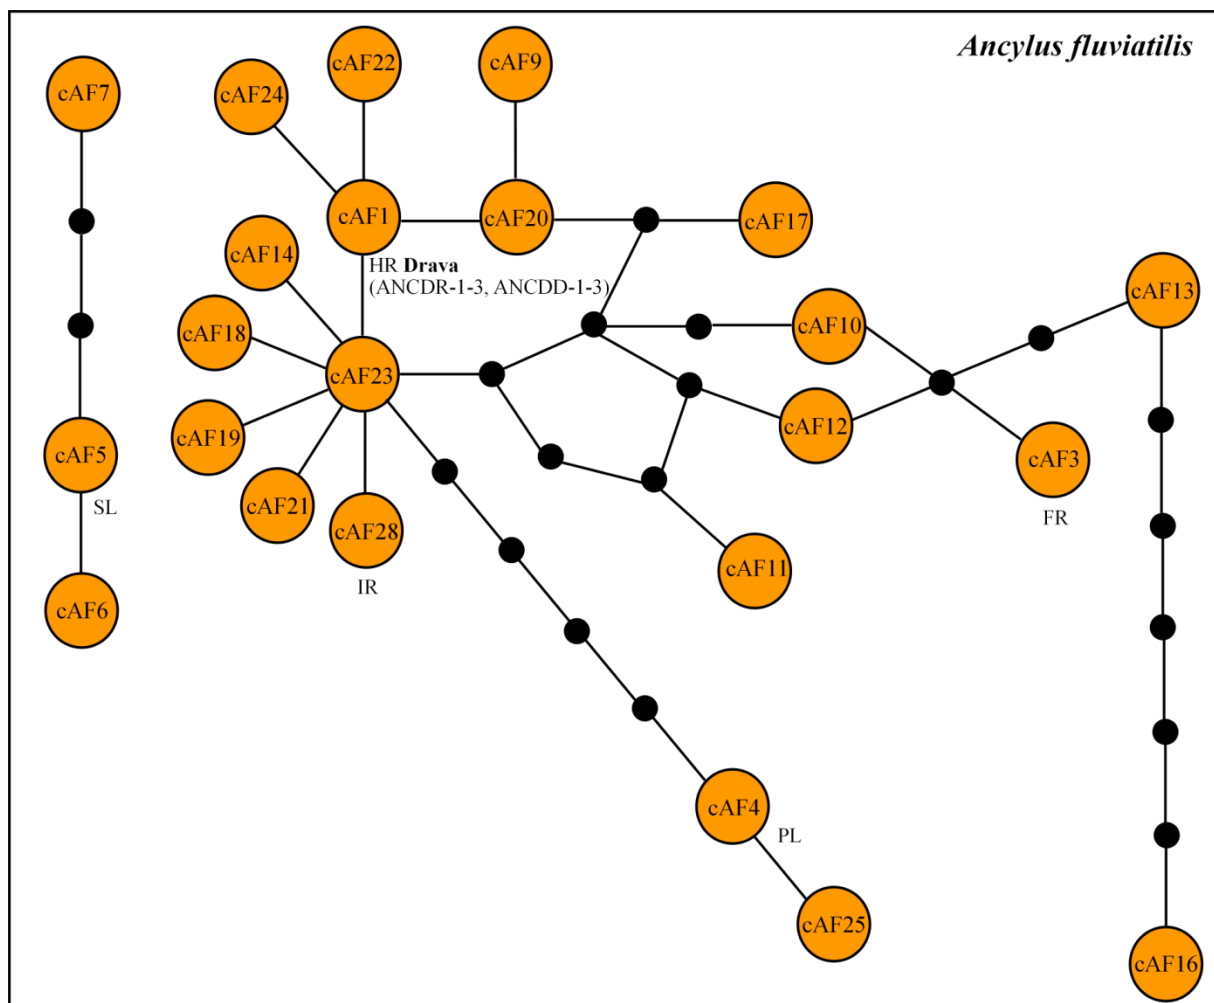 Ancylus fluviatilis
cAF7
cAF24
cAF22
cAF9
cAF1
cAF20
cAF17
cAF14
HR Drava
(ANCDR-1-3, ANCDD-1-3)
cAF13
cAF18
cAF10
cAF23
cAF19
cAF12
cAF5
SL
cAF3
FR
cAF21
cAF28
IR
cAF11
cAF6
cAF4
PL
cAF25
cAF16